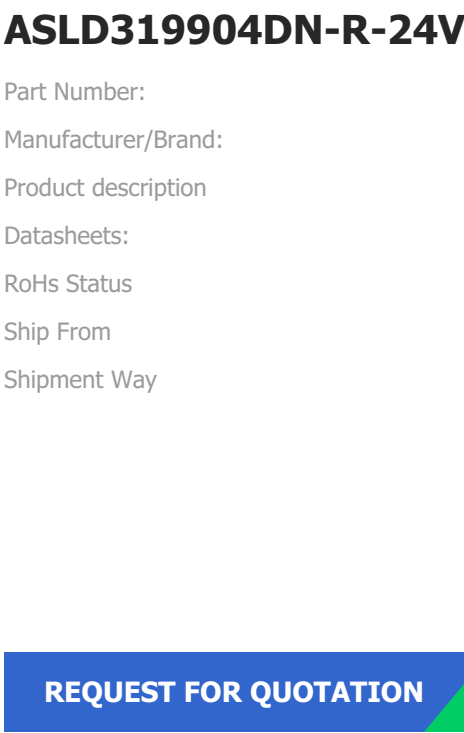 ASLD319904DN-R-24V
Part Number:
Manufacturer/Brand:
Product description
Datasheets:
RoHs Status
Ship From
Shipment Way
REQUEST FOR QUOTATION